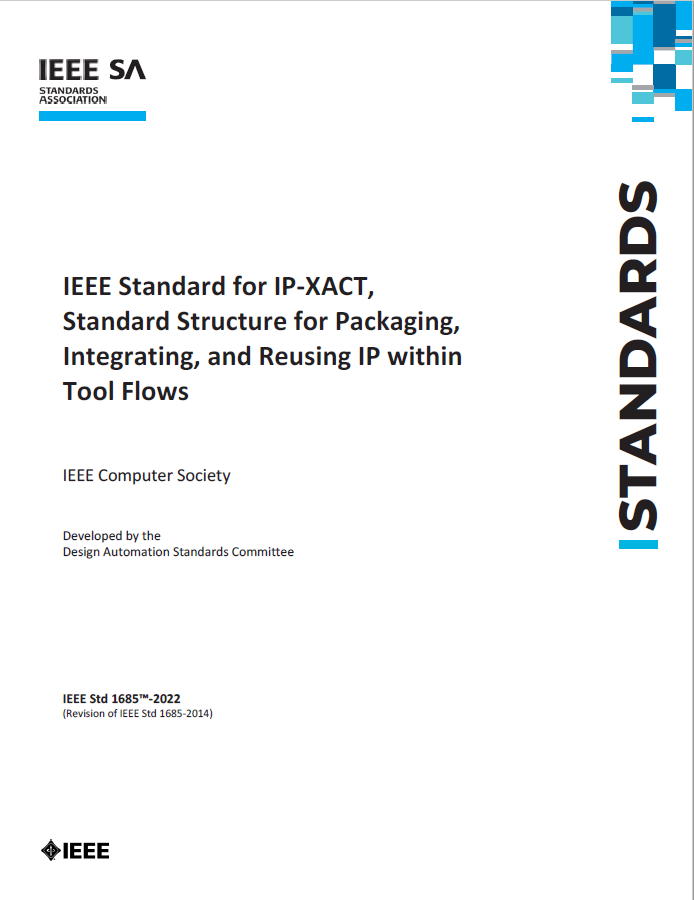 IEEE SA
STANDARDS
ASSOCIATION
STANDARDS
IEEE Standard for IP-XACT,
Standard Structure for Packaging,
Integrating, and Reusing IP within
Tool Flows
IEEE Computer Society
Developed by the
Design Automation Standards Committee
IEEE Std 1685™-2022
(Revision of IEEE Std 1685-2014)
IEEE